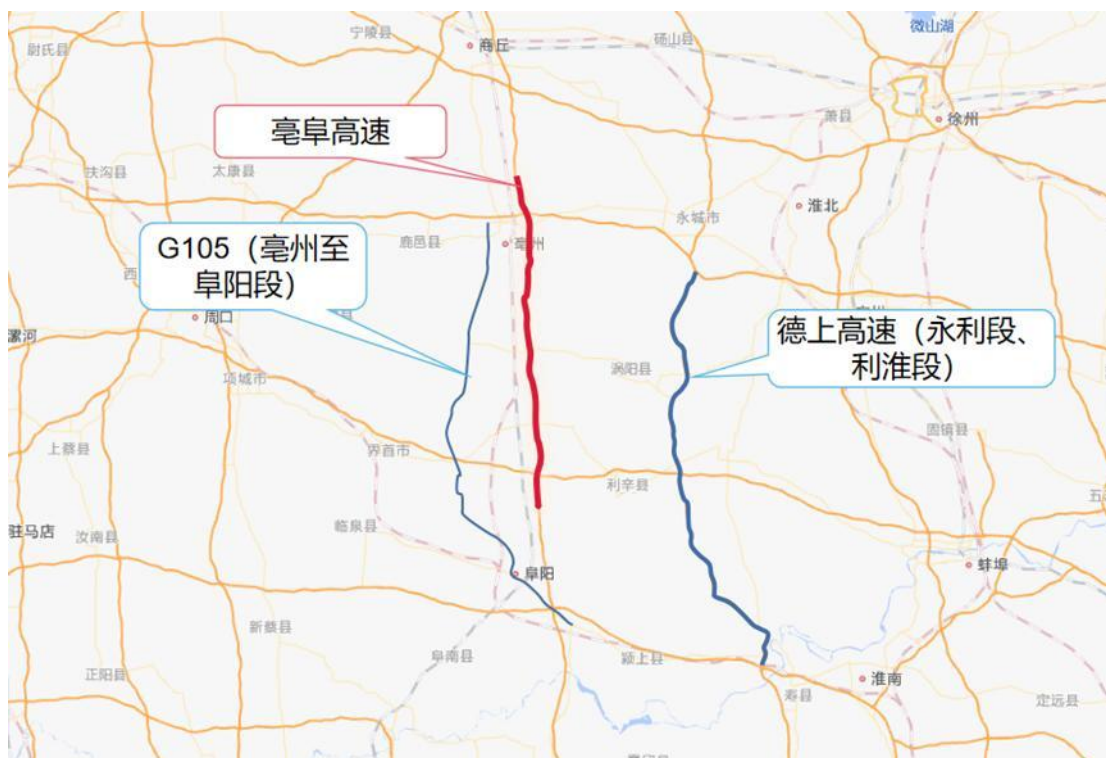 微山湖
宁陵县
商丘
砀山县
尉氏县
萧县
徐州
亳阜高速
扶沟县
太康县
淮北
永城市
鹿邑县
亳州
G105（亳州至
阜阳段）
西
县
周口
漯河
德上高速（永利段、
利淮段）
涡阳县
项城市
固镇县
上蔡县
界首市
利辛县
五
驻马店
汝南县
临泉县
蚌埠
阜阳
新蔡县
阜南县
颍上县
正阳县
淮南
寿县
定远县